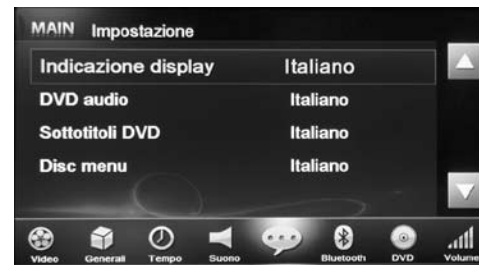 MAIN Impostazione
Indicazione display Italiano
DVD audio Italiano
Sottotitoli DVD Italiano
Disc menu Italiano
Video Generali Tempo Suono Bluetooth DVD Volume